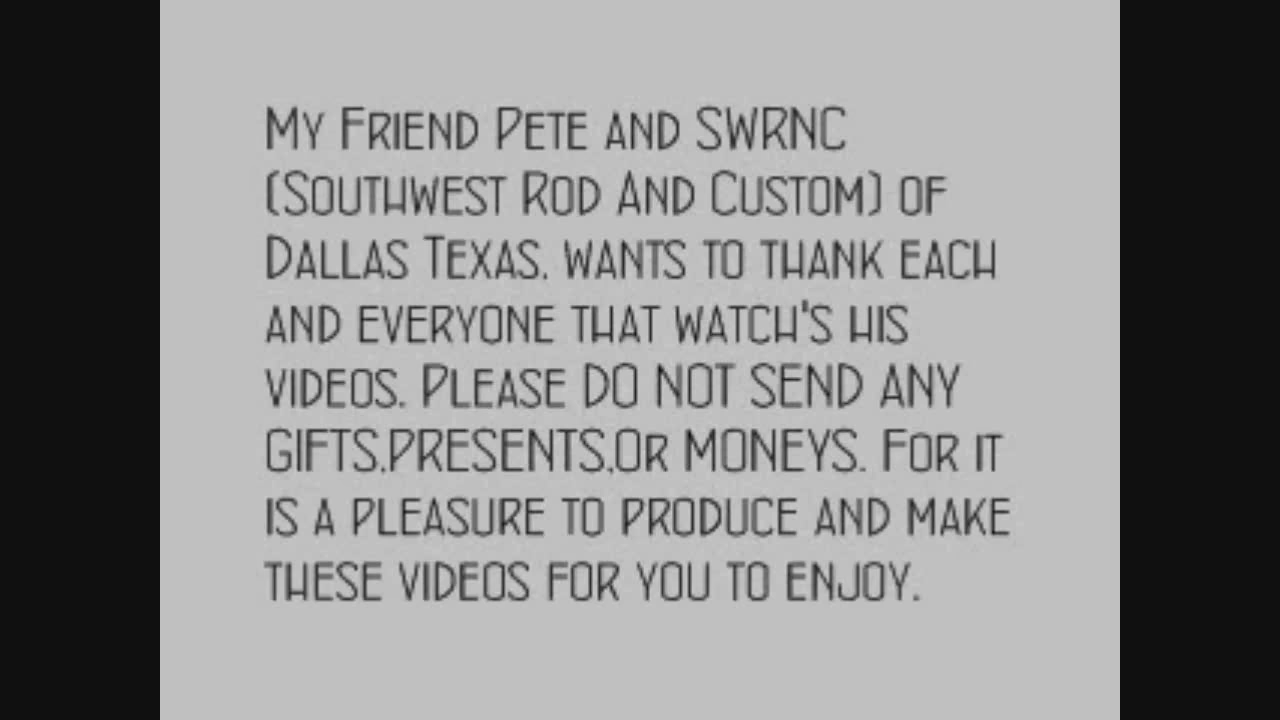 My Friend Pete and SWRNC
(Southwest Rod And Custom) of
Dallas Texas. wants to thank each
and everyone that watch's his
videos. Please DO NOT SEND ANY
GIFTS,PRESENTS,Or MONEYS. For it
is a pleasure to produce and make
these videos for you to enjoy.